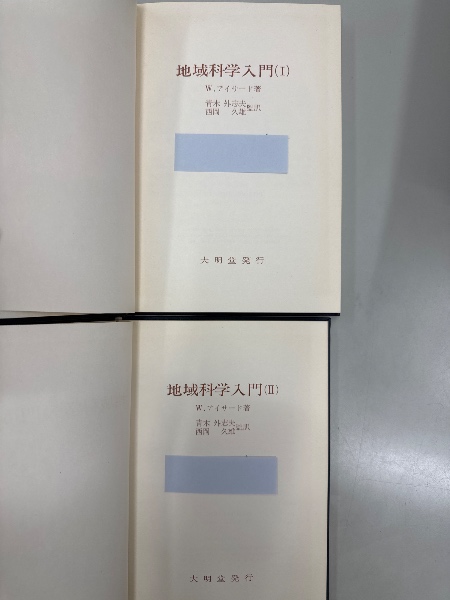 地域科学入門(I)
W.アイサード著
青木 外志夫
西岡 久雄 監訳
大明堂発行
地域科学入門(II)
W.アイサード著
青木 外志夫
西岡 久雄 監訳
大明堂発行